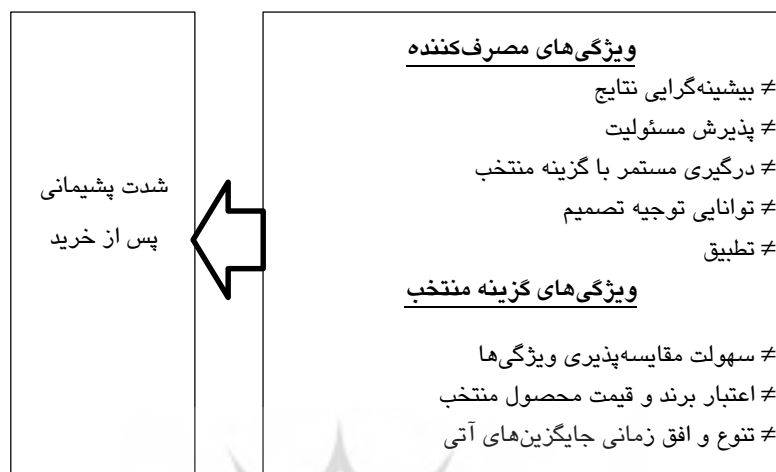 ویژگی‌های مصرف‌کننده
≠ بیشینه‌گرایی نتایج
≠ پذیرش مسئولیت
≠ درگیری مستمر با گزینه منتخب
≠ توانایی توجیه تصمیم
≠ تطبیق
ویژگی‌های گزینه منتخب
≠ سهولت مقایسه‌پذیری ویژگی‌ها
≠ اعتبار برند و قیمت محصول منتخب
≠ تنوع و افق زمانی جایگزین‌های آتی
شدت پشیمانی
پس از خرید